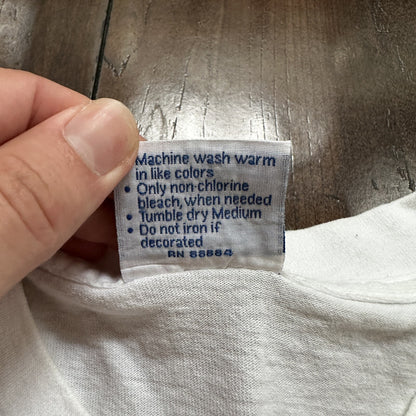 • Machine wash warm
in like colors
• Only non-chlorine
bleach, when needed
• Tumble dry Medium
• Do not iron if
decorated
RN 88884